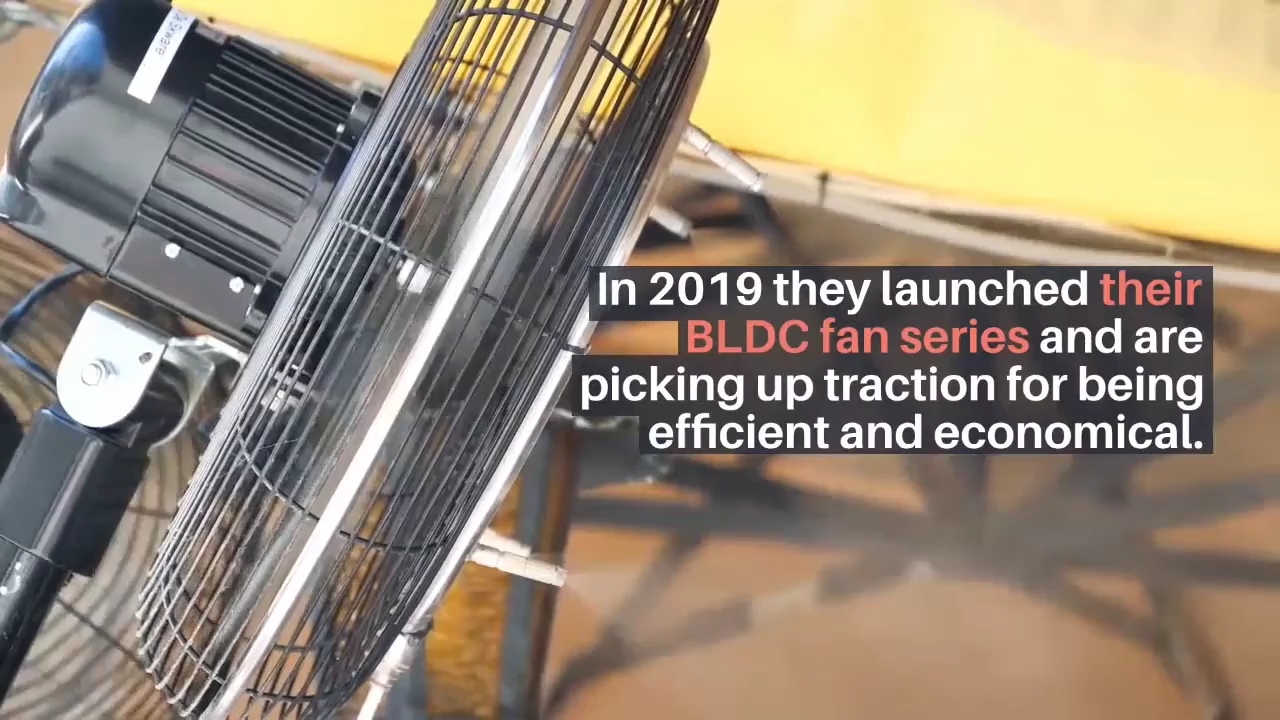 In 2019 they launched their
BLDC fan series and are
picking up traction for being
efficient and economical.